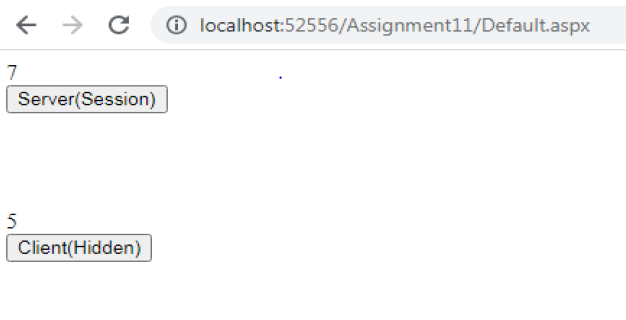 localhost:52556/Assignment11/Default.aspx
7
Server(Session)
5
Client(Hidden)